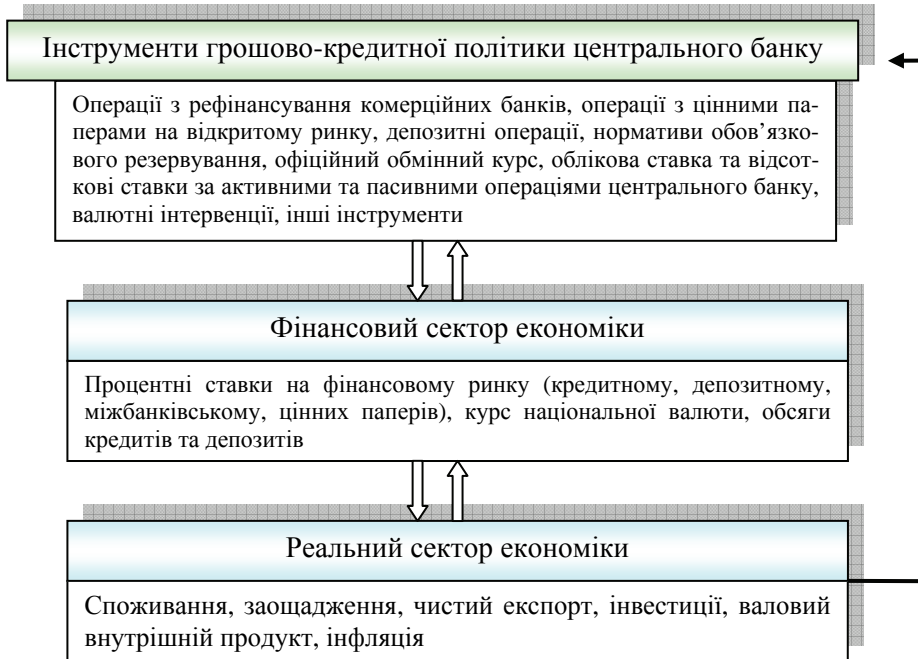 Інструменти грошово-кредитної політики центрального банку
Операції з рефінансування комерційних банків, операції з цінними па-
перами на відкритому ринку, депозитні операції, нормативи обов’язко-
вого резервування, офіційний обмінний курс, облікова ставка та відсот-
кові ставки за активними та пасивними операціями центрального банку,
валютні інтервенції, інші інструменти
Фінансовий сектор економіки
Процентні ставки на фінансовому ринку (кредитному, депозитному,
міжбанківському, цінних паперів), курс національної валюти, обсяги
кредитів та депозитів
Реальний сектор економіки
Споживання, заощадження, чистий експорт, інвестиції, валовий
внутрішній продукт, інфляція